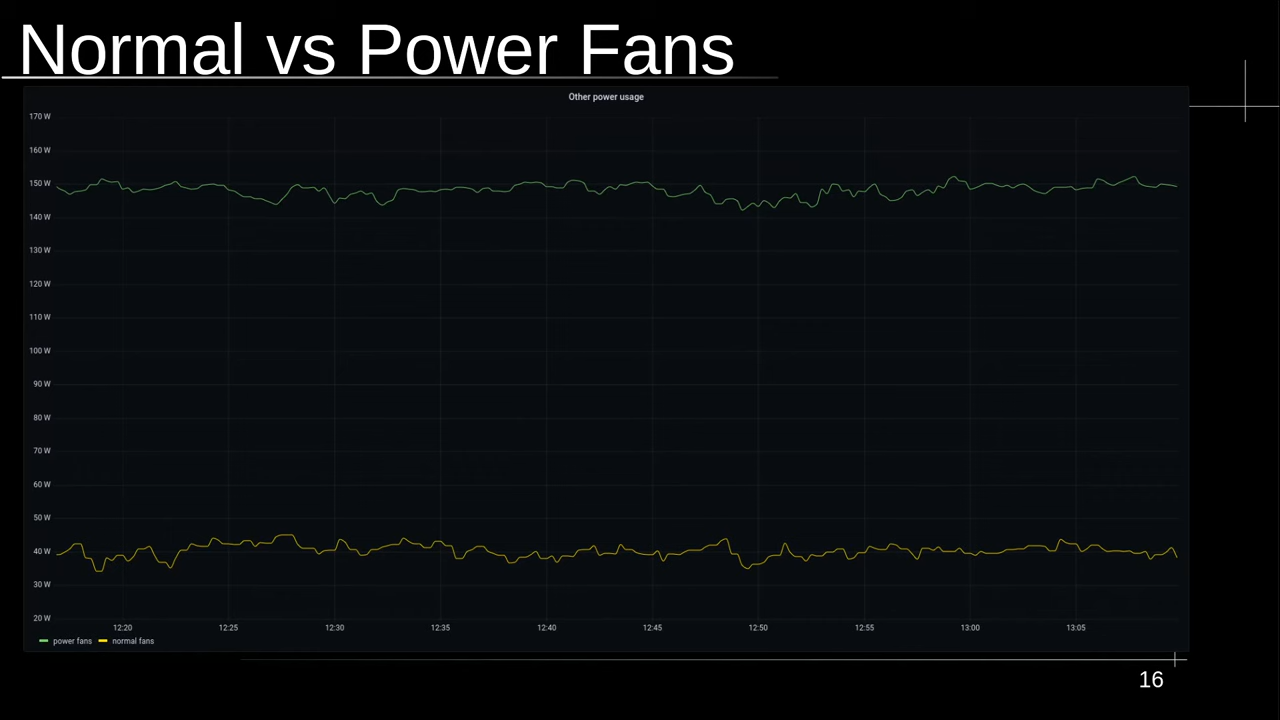 Normal vs Power Fans
Other power usage
170 W
160 W
150 W
140 W
130 W
120 W
110 W
100 W
90 W
80 W
70 W
60 W
50 W
40 W
30 W
20 W
12:20 12:25 12:30 12:35 12:40 12:45 12:50 12:55 13:00 13:05
power fans normal fans
16